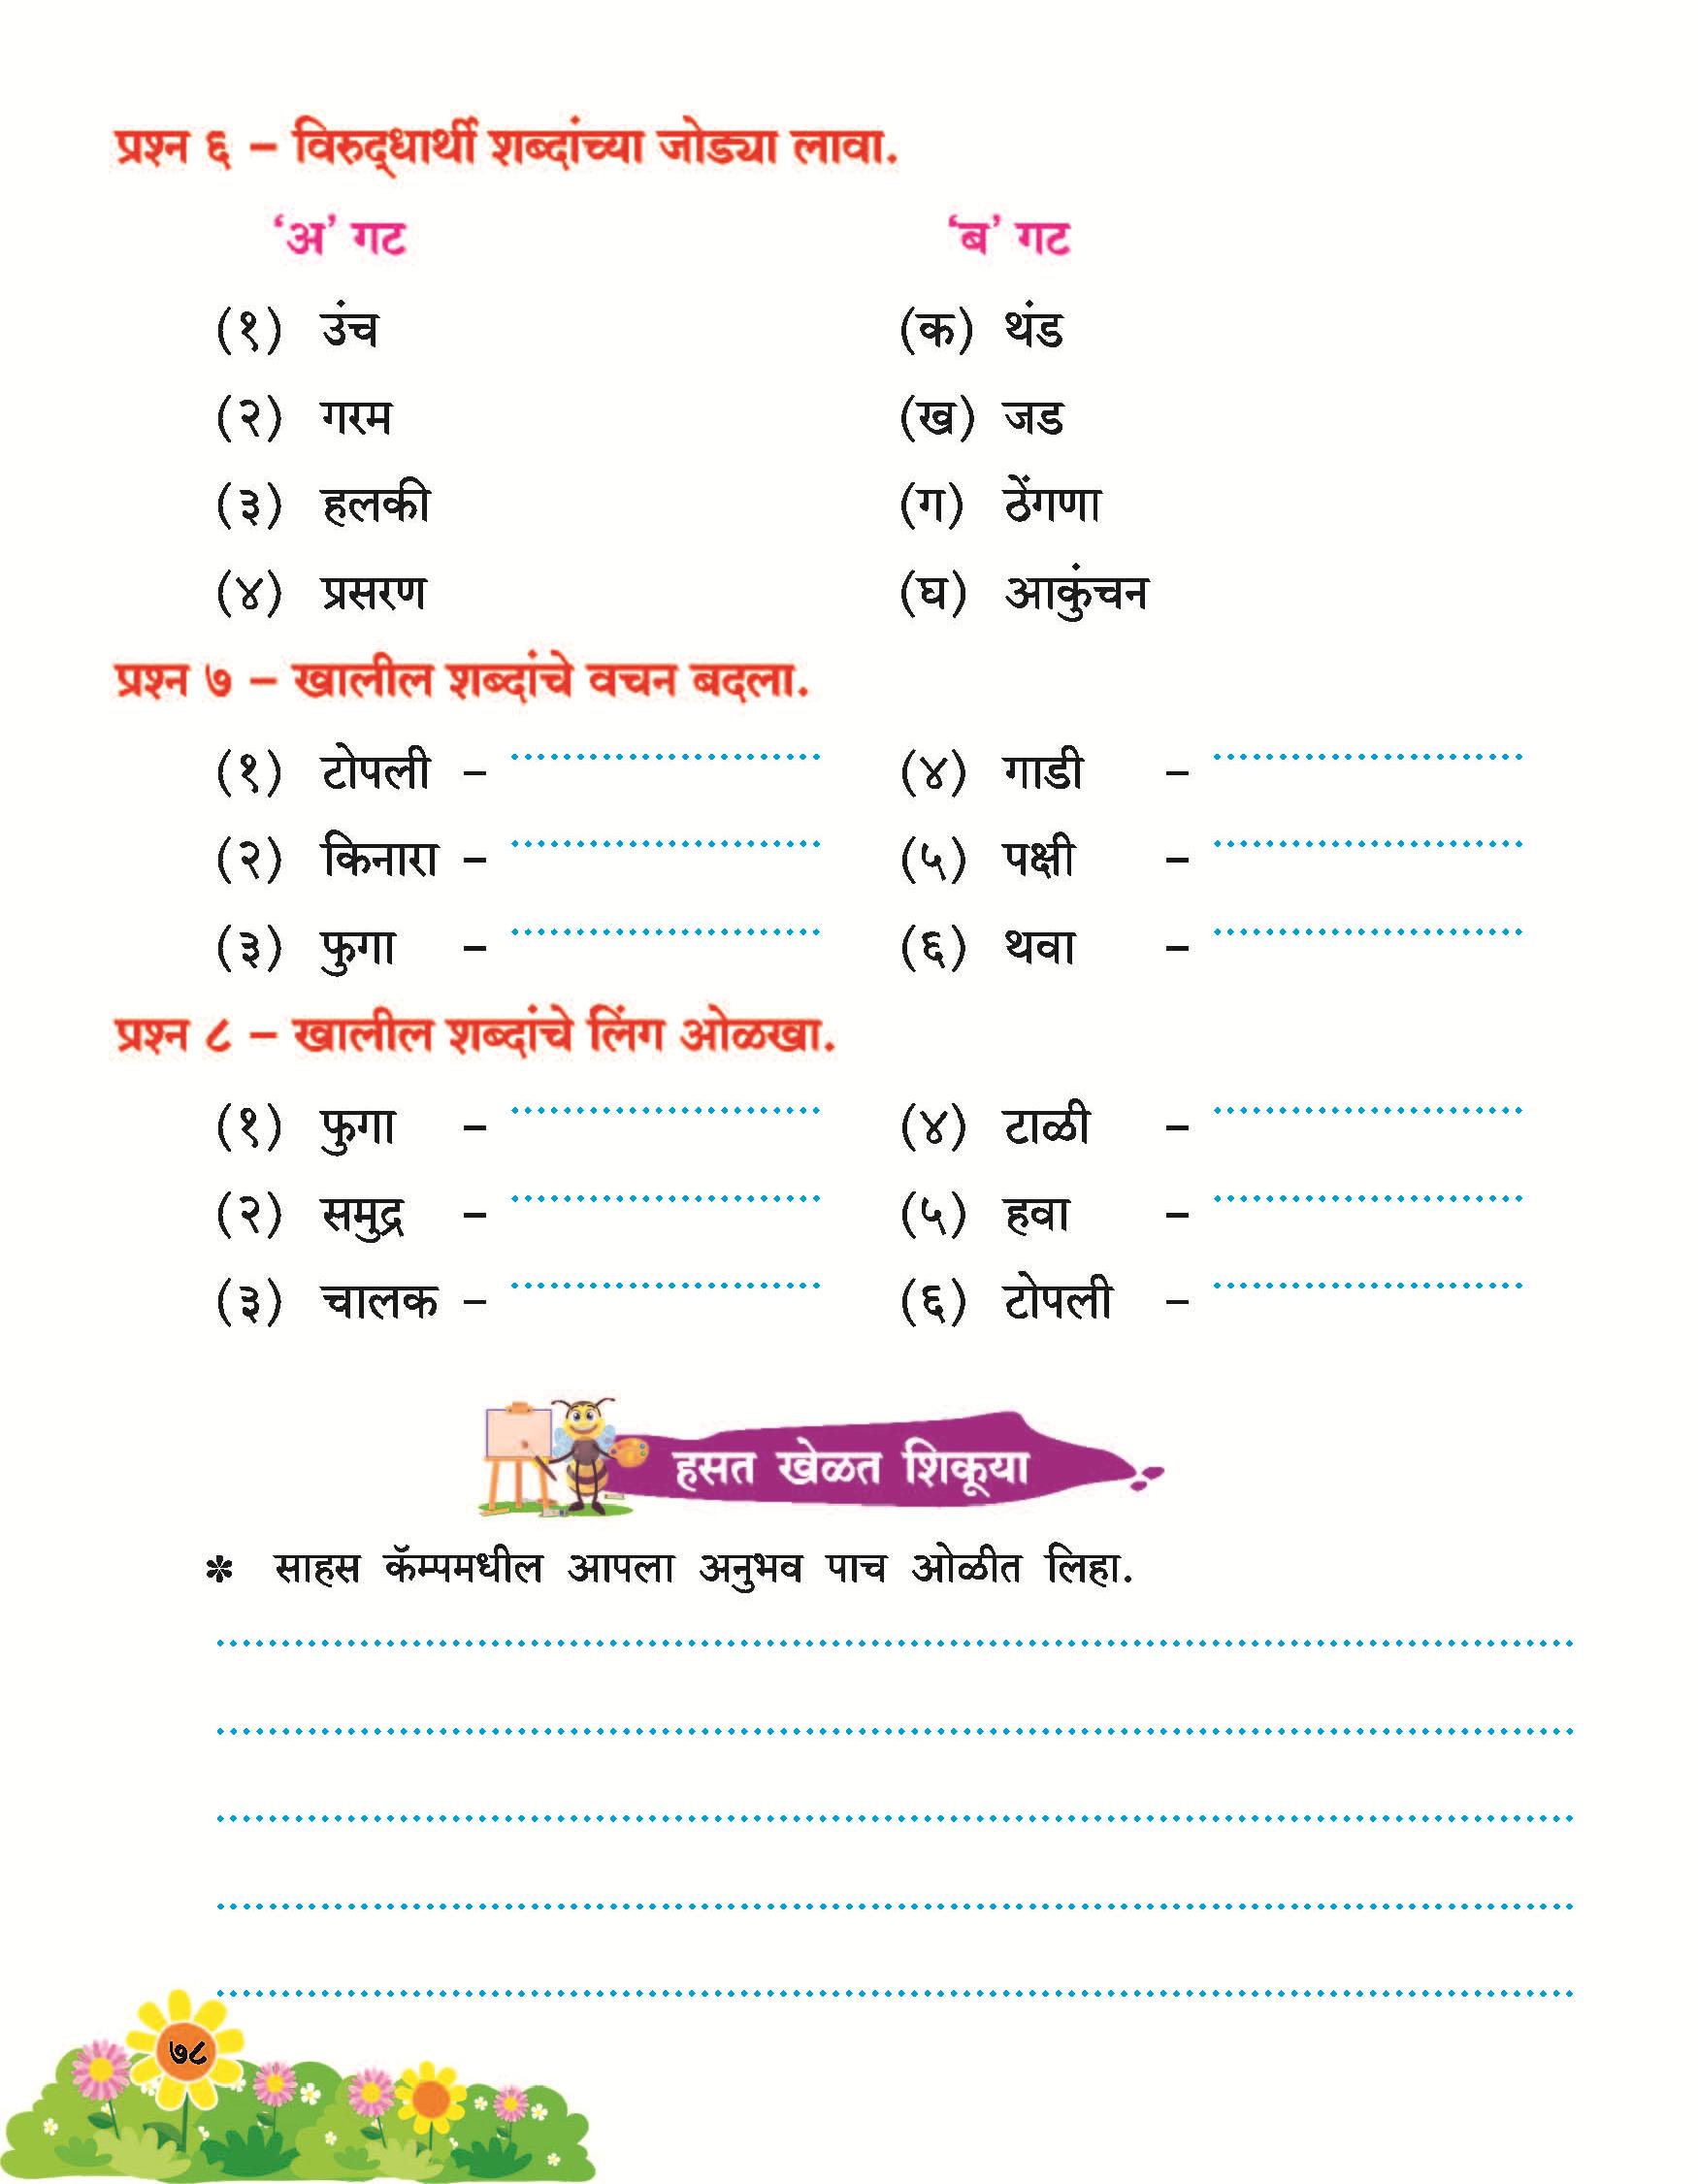 प्रश्न ६ – विरुद्धार्थी शब्दांच्या जोड्या लावा.
‘अ’ गट ‘ब’ गट
(१) उंच (क) थंड
(२) गरम (ख) जड
(३) हलकी (ग) ठेंगणा
(४) प्रसरण (घ) आकुंचन
प्रश्न ७ – खालील शब्दांचे वचन बदला.
(१) टोपली – (४) गाडी –
(२) किनारा – (५) पक्षी –
(३) फुगा – (६) थवा –
प्रश्न ८ – खालील शब्दांचे लिंग ओळखा.
(१) फुगा – (४) टाळी –
(२) समुद्र – (५) हवा –
(३) चालक – (६) टोपली –
हसत खेळत शिकूया
✽ साहस कॅम्पमधील आपला अनुभव पाच ओळीत लिहा.
७८